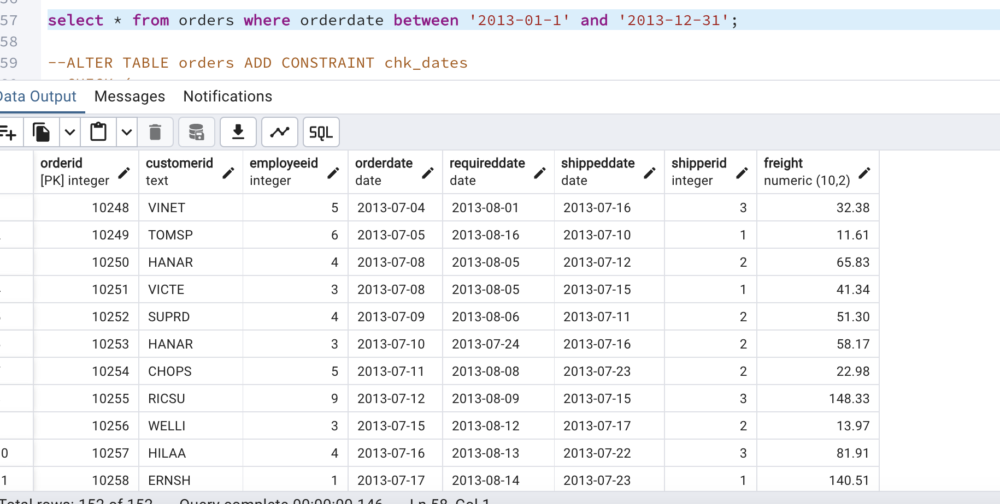 57 select * from orders where orderdate between '2013-01-1' and '2013-12-31';
58
59 --ALTER TABLE orders ADD CONSTRAINT chk_dates
Data Output Messages Notifications
SQL
orderid customerid employeeid orderdate requireddate shippeddate shipperid freight
[PK] integer text integer date date date integer numeric (10,2)
10248 VINET 5 2013-07-04 2013-08-01 2013-07-16 3 32.38
10249 TOMSP 6 2013-07-05 2013-08-16 2013-07-10 1 11.61
10250 HANAR 4 2013-07-08 2013-08-05 2013-07-12 2 65.83
10251 VICTE 3 2013-07-08 2013-08-05 2013-07-15 1 41.34
10252 SUPRD 4 2013-07-09 2013-08-06 2013-07-11 2 51.30
10253 HANAR 3 2013-07-10 2013-07-24 2013-07-16 2 58.17
10254 CHOPS 5 2013-07-11 2013-08-08 2013-07-23 2 22.98
10255 RICSU 9 2013-07-12 2013-08-09 2013-07-15 3 148.33
10256 WELLI 3 2013-07-15 2013-08-12 2013-07-17 2 13.97
0 10257 HILAA 4 2013-07-16 2013-08-13 2013-07-22 3 81.91
1 10258 ERNSH 1 2013-07-17 2013-08-14 2013-07-23 1 140.51
Total rows: 152 of 152 Query complete 00:00:00.146 Ln 58, Col 1